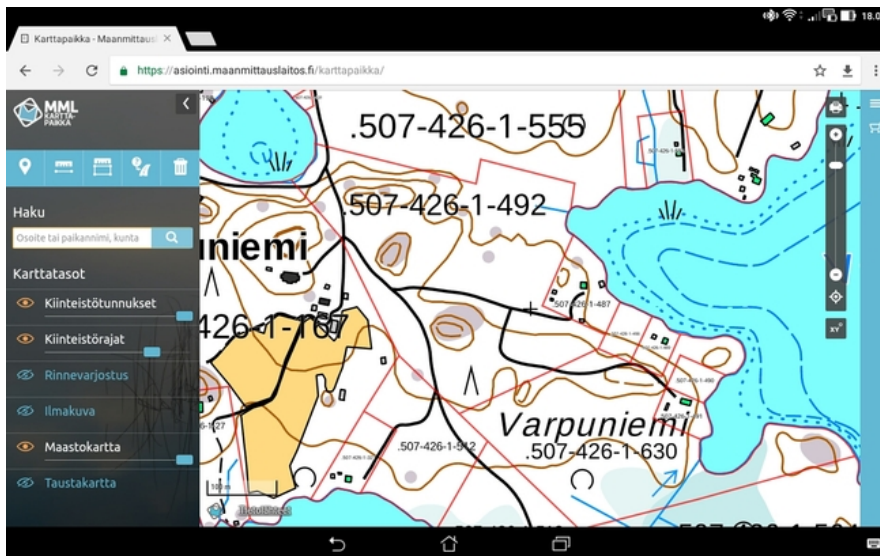 18.0
Karttapaikka - Maanmittausl
https://asiointi.maanmittauslaitos.fi/karttapaikka/
MML
KARTTA-
PAIKKA
Haku
Osoite tai paikannimi, kunta
Karttatasot
Kiinteistötunnukset
Kiinteistörajat
Rinnevarjostus
Ilmakuva
Maastokartta
Taustakartta
.507-426-1-555
.507-426-1-492
niemi
.507-426-1-487
426-1-167
Varpuniemi
.507-426-1-512
.507-426-1-630
100 m
Tietolähteet
XY